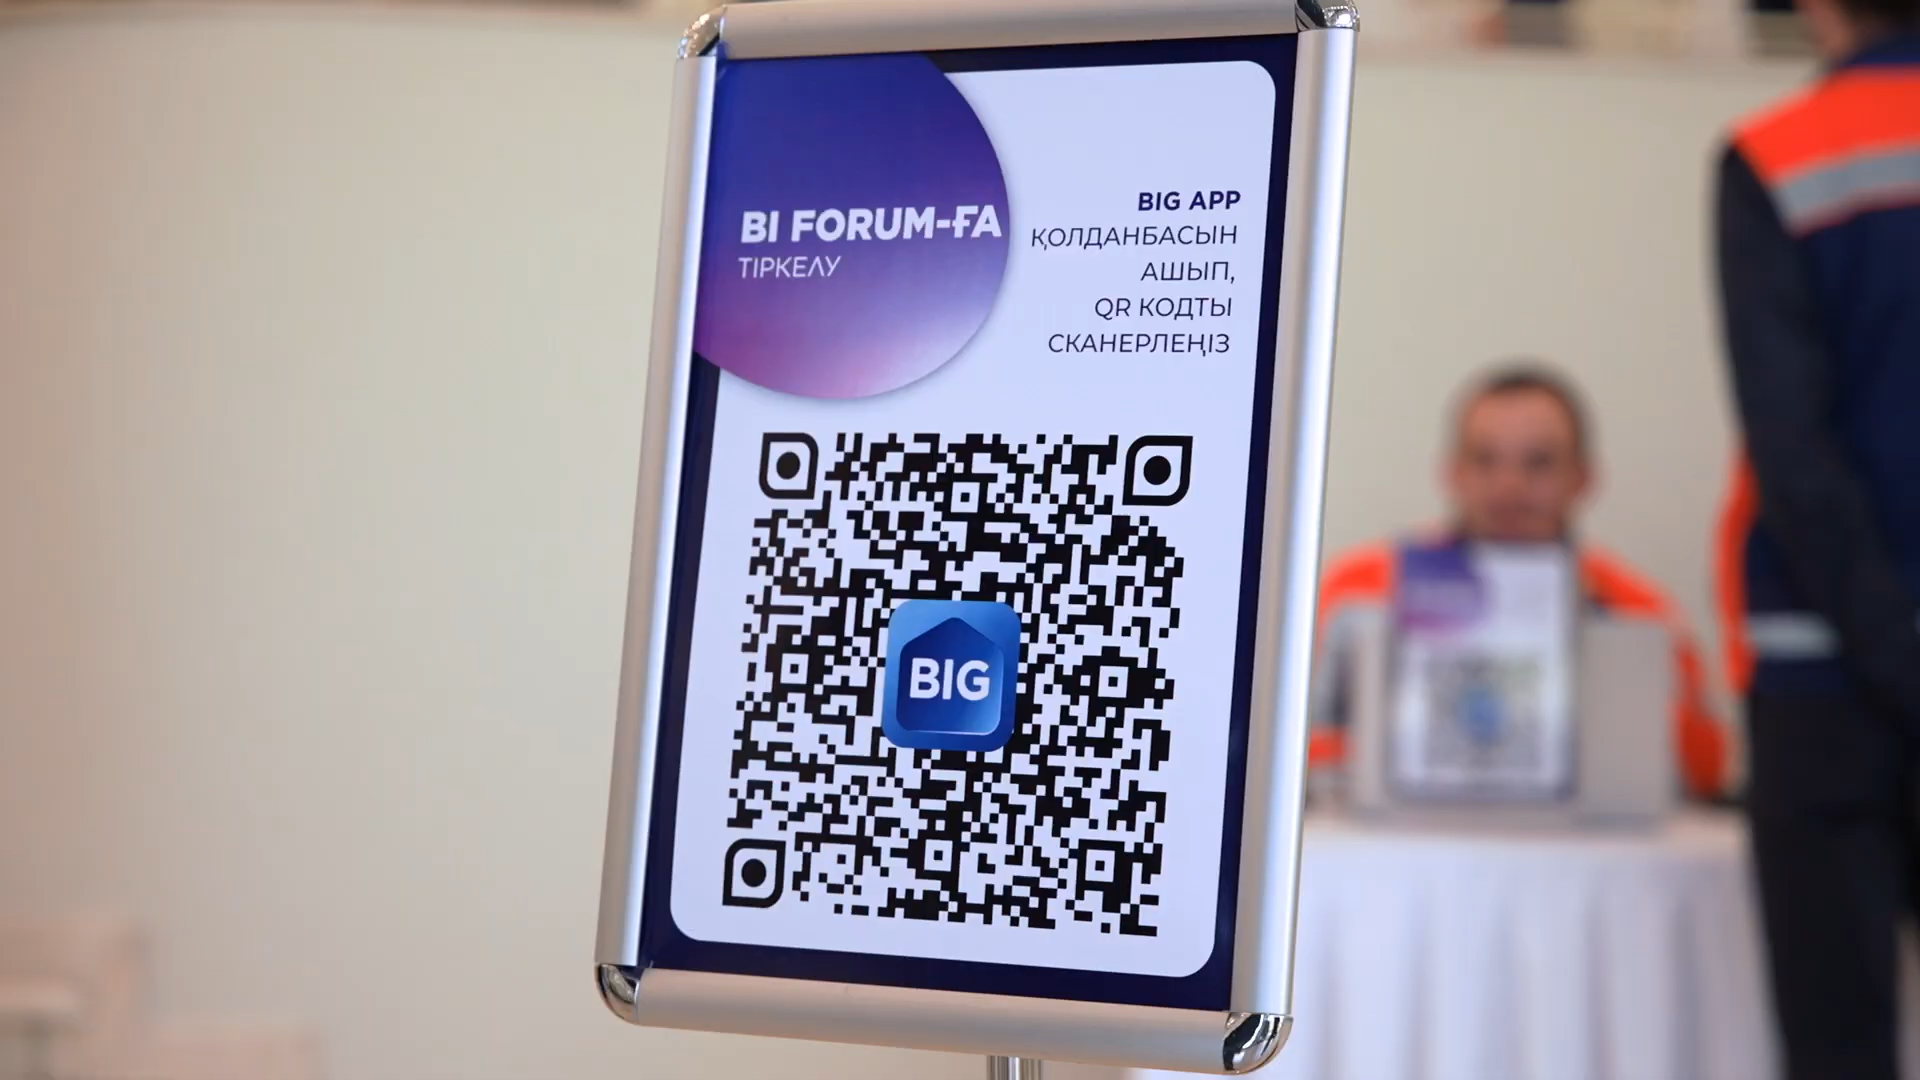 BI FORUM-ҒА
ТІРКЕЛУ
BIG APP
ҚОЛДАНБАСЫН
АШЫП,
QR КОДТЫ
СКАНЕРЛЕҢІЗ
BIG